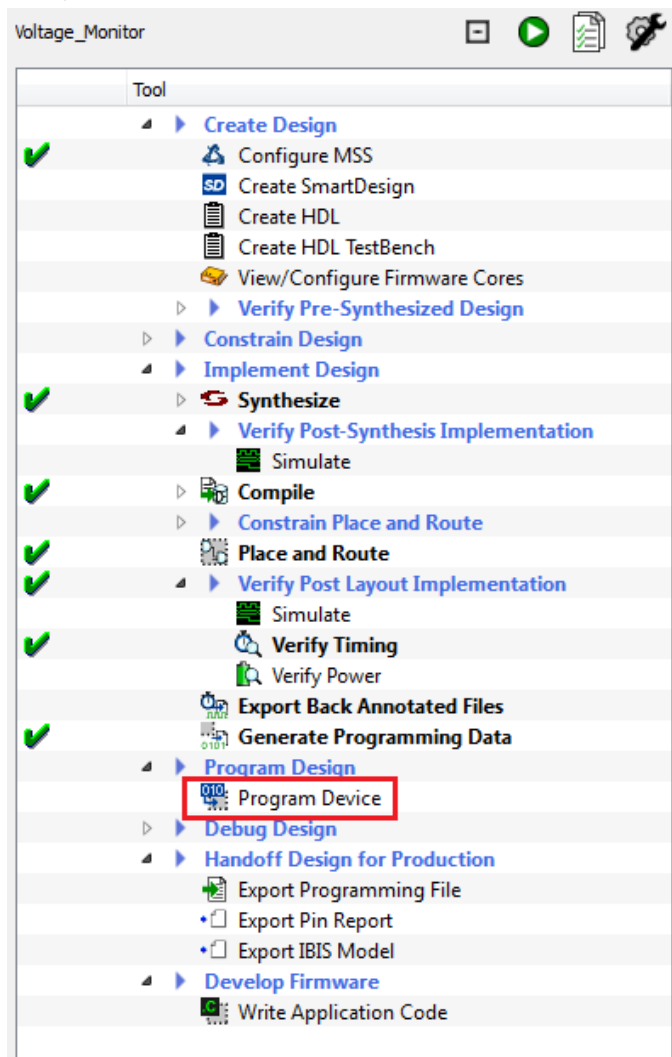 Voltage_Monitor
Tool
Create Design
Configure MSS
SD Create SmartDesign
Create HDL
Create HDL TestBench
View/Configure Firmware Cores
Verify Pre-Synthesized Design
Constrain Design
Implement Design
Synthesize
Verify Post-Synthesis Implementation
Simulate
Compile
Constrain Place and Route
Place and Route
Verify Post Layout Implementation
Simulate
Verify Timing
Verify Power
Export Back Annotated Files
0101 Generate Programming Data
Program Design
010 Program Device
Debug Design
Handoff Design for Production
Export Programming File
Export Pin Report
Export IBIS Model
Develop Firmware
.C Write Application Code